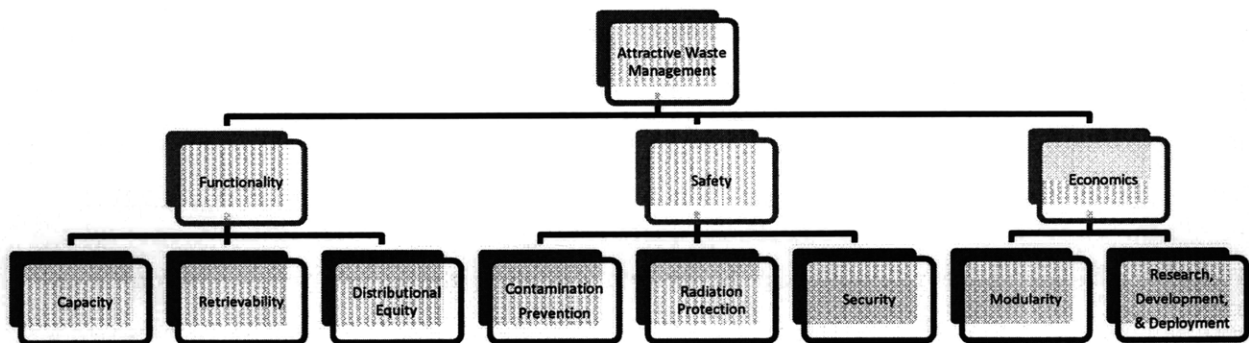 Attractive Waste
Management
Functionality
Safety
Economics
Capacity
Retrievability
Distributional
Equity
Contamination
Prevention
Radiation
Protection
Security
Modularity
Research,
Development,
& Deployment